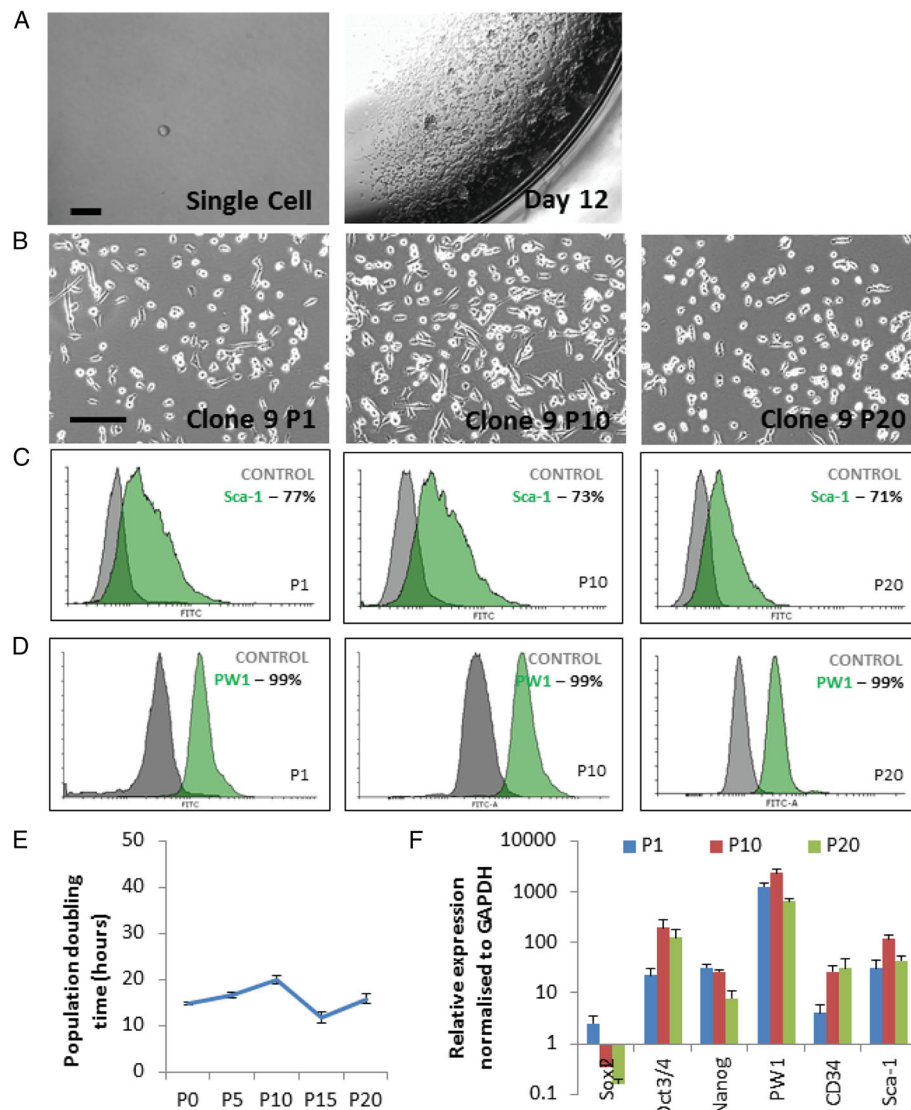 A
Single Cell
Day 12
B
Clone 9 P1
Clone 9 P10
Clone 9 P20
C
CONTROL
Sca-1 – 77%
P1
FITC
CONTROL
Sca-1 – 73%
P10
FITC
CONTROL
Sca-1 – 71%
P20
FITC
D
CONTROL
PW1 – 99%
P1
FITC
CONTROL
PW1 – 99%
P10
FITC-A
CONTROL
PW1 – 99%
P20
FITC-A
E
Population doubling
time (hours)
50
40
30
20
10
0
P0 P5 P10 P15 P20
F
Relative expression
normalised to GAPDH
P1 P10 P20
10000
1000
100
10
1
0.1
Sox2
Oct3/4
Nanog
PW1
CD34
Sca-1